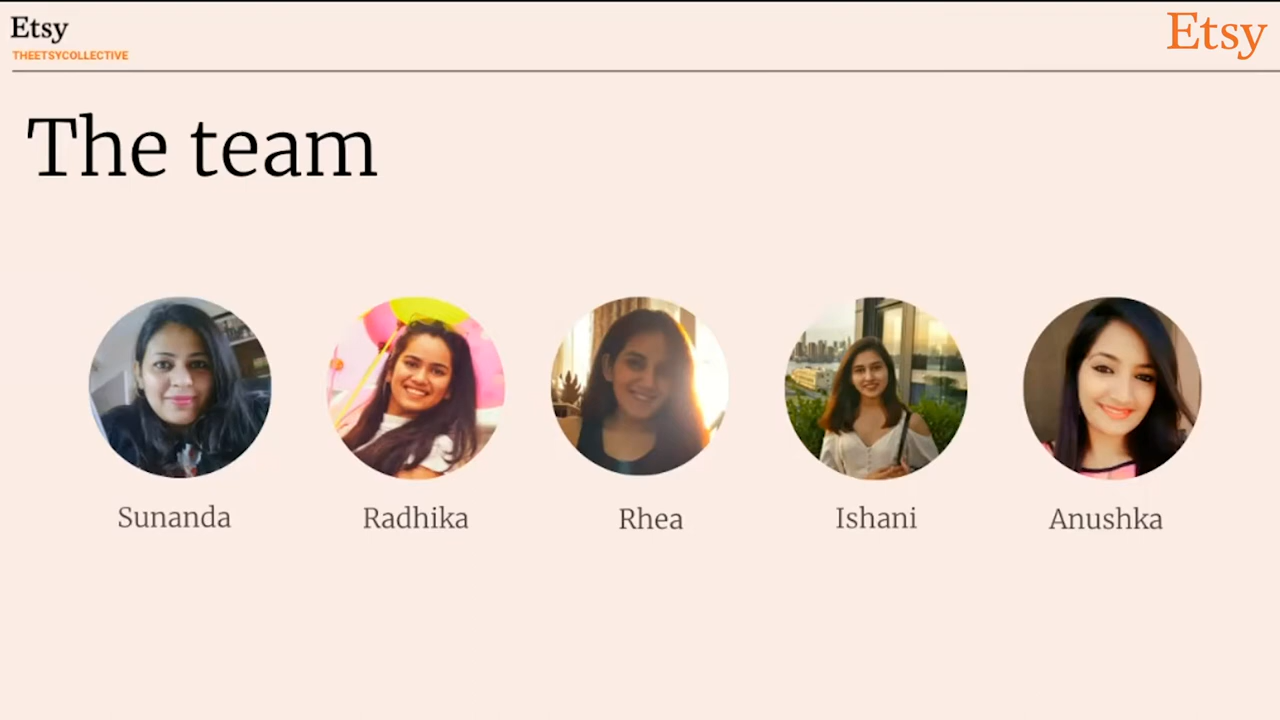 Etsy
THEETSYCOLLECTIVE
Etsy
The team
Sunanda
Radhika
Rhea
Ishani
Anushka